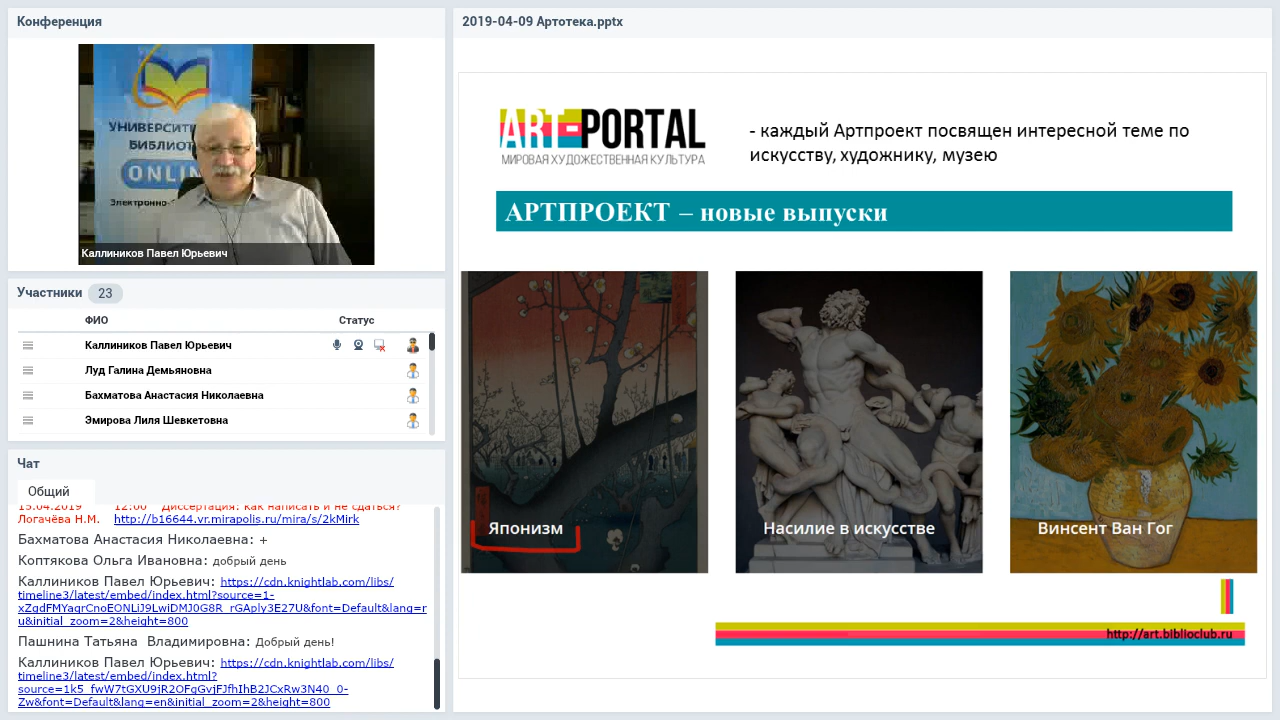 Конференция
УНИВЕРСИТ
БИБЛИОТ
ONLIN
Электронно-
Каллиников Павел Юрьевич
Участники 23
ФИО Статус
Каллиников Павел Юрьевич
Луд Галина Демьяновна
Бахматова Анастасия Николаевна
Эмирова Лиля Шевкетовна
Чат
Общий
15.04.2019 12:00 Диссертация: как написать и не сдаться?
Логачёва Н.М. http://b16644.vr.mirapolis.ru/mira/s/2kMirk
Бахматова Анастасия Николаевна: +
Коптякова Ольга Ивановна: добрый день
Каллиников Павел Юрьевич: https://cdn.knightlab.com/libs/
timeline3/latest/embed/index.html?source=1-
xZgdFMYaqrCnoEONLiJ9LwiDMJ0G8R_rGAply3E27U&font=Default&lang=r
u&initial_zoom=2&height=800
Пашнина Татьяна Владимировна: Добрый день!
Каллиников Павел Юрьевич: https://cdn.knightlab.com/libs/
timeline3/latest/embed/index.html?
source=1k5_fwW7tGXU9jR2OFqGvjFJfhIhB2JCxRw3N40_0-
Zw&font=Default&lang=en&initial_zoom=2&height=800
2019-04-09 Артотека.pptx
ART-PORTAL
МИРОВАЯ ХУДОЖЕСТВЕННАЯ КУЛЬТУРА
- каждый Артпроект посвящен интересной теме по
искусству, художнику, музею
АРТПРОЕКТ – новые выпуски
Японизм
Насилие в искусстве
Винсент Ван Гог
http://art.biblioclub.ru